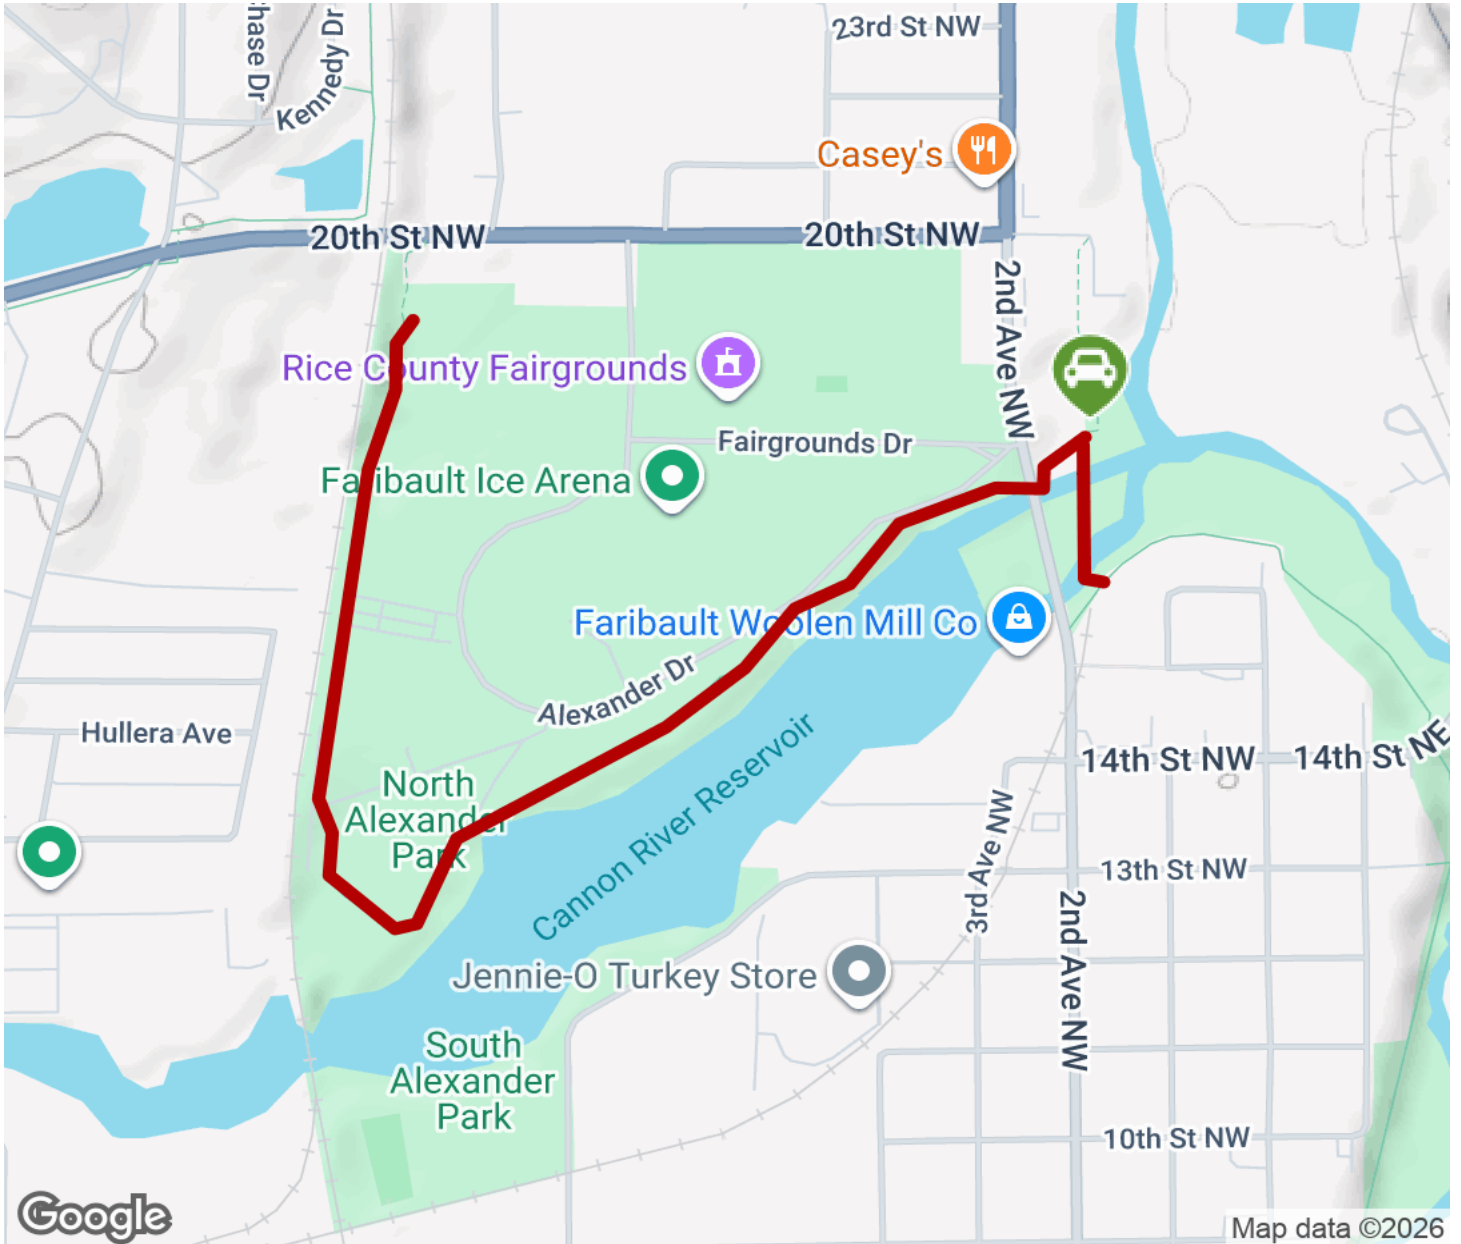 23rd St NW
Kennedy Dr
Casey's
20th St NW
20th St NW
2nd Ave NW
Rice County Fairgrounds
Fairgrounds Dr
Faribault Ice Arena
Faribault Woolen Mill Co
Alexander Dr
Hullera Ave
North
Alexander
Park
Cannon River Reservoir
14th St NW
14th St NE
3rd Ave NW
13th St NW
2nd Ave NW
Jennie-O Turkey Store
South
Alexander
Park
10th St NW
Google
Map data ©2026